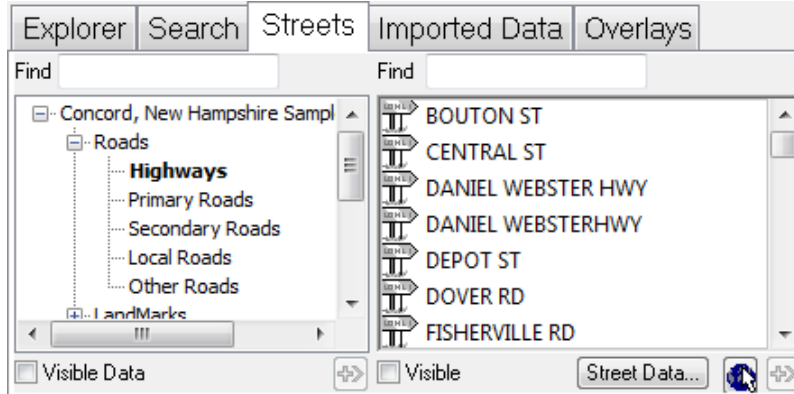 Explorer Search Streets Imported Data Overlays
Find
Find
Concord, New Hampshire Sampl
Roads
Highways
Primary Roads
Secondary Roads
Local Roads
Other Roads
LandMarks
BOUTON ST
CENTRAL ST
DANIEL WEBSTER HWY
DANIEL WEBSTERHWY
DEPOT ST
DOVER RD
FISHERVILLE RD
Visible Data
Visible
Street Data...